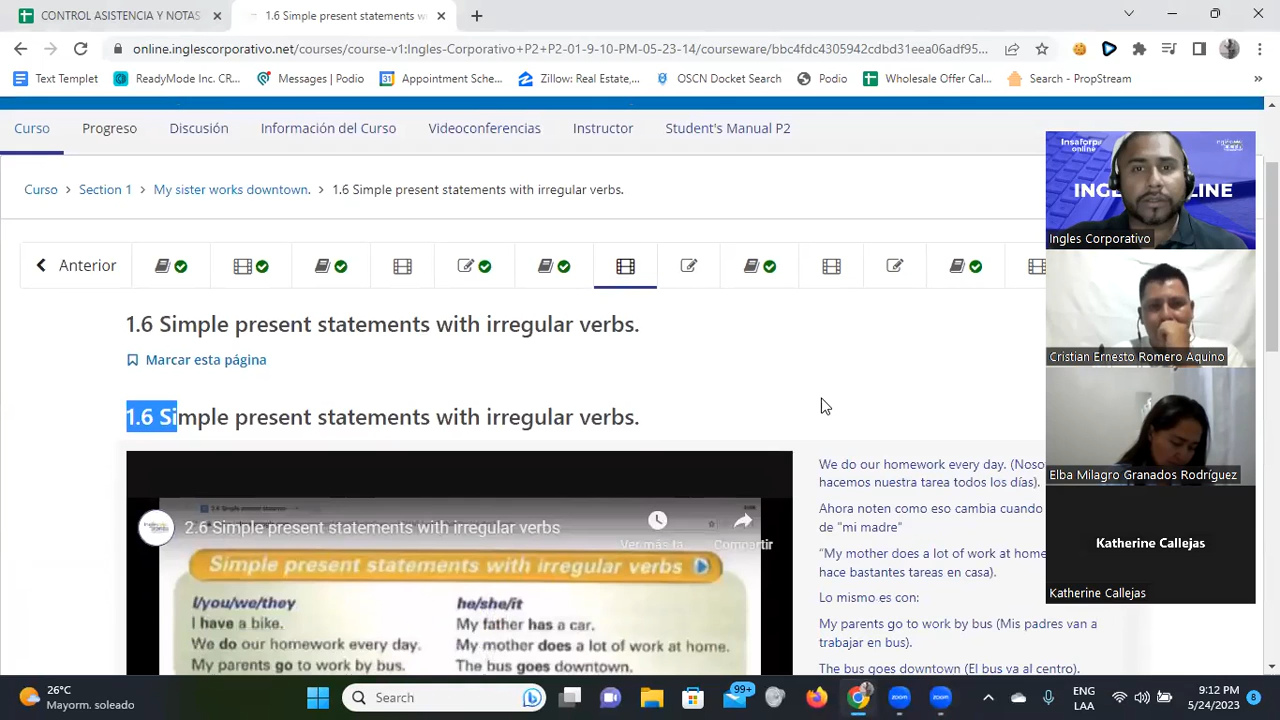 CONTROL ASISTENCIA Y NOTAS
1.6 Simple present statements w
online.inglescorporativo.net/courses/course-v1:Ingles-Corporativo+P2+P2-01-9-10-PM-05-23-14/courseware/bbc4fdc4305942cdbd31eea06adf95...
Text Templet
ReadyMode Inc. CR...
Messages | Podio
Appointment Sche...
Zillow: Real Estate,...
OSCN Docket Search
Podio
Wholesale Offer Cal...
Search - PropStream
»
Curso
Progreso
Discusión
Información del Curso
Videoconferencias
Instructor
Student's Manual P2
Curso > Section 1 > My sister works downtown. > 1.6 Simple present statements with irregular verbs.
Anterior
1.6 Simple present statements with irregular verbs.
Marcar esta página
1.6 Simple present statements with irregular verbs.
2.6 Simple present statements with irregular verbs
Ver más ta
Compartir
Simple present statements with irregular verbs
I/you/we/they
I have a bike.
We do our homework every day.
My parents go to work by bus.
he/she/it
My father has a car.
My mother does a lot of work at home.
The bus goes downtown.
We do our homework every day. (Noso
hacemos nuestra tarea todos los días).
Ahora noten como eso cambia cuando
de "mi madre"
"My mother does a lot of work at home
hace bastantes tareas en casa).
Lo mismo es con:
My parents go to work by bus (Mis padres van a
trabajar en bus).
The bus goes downtown (El bus va al centro).
Insaforp
online
INGL
LINE
Ingles Corporativo
Cristian Ernesto Romero Aquino
Elba Milagro Granados Rodríguez
Katherine Callejas
Katherine Callejas
26°C
Mayorm. soleado
Search
99+
zoom
zoom
ENG
LAA
9:12 PM
5/24/2023
8